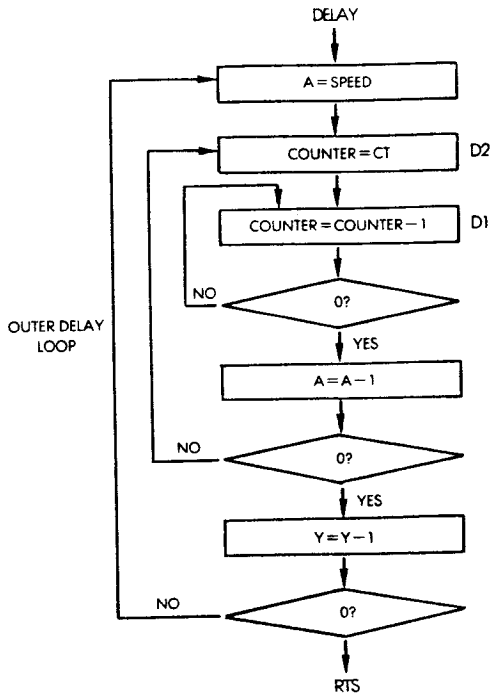 DELAY
A=SPEED
COUNTER=CT
D2
COUNTER=COUNTER-1
D1
NO
0?
OUTER DELAY
LOOP
YES
A=A-1
NO
0?
YES
Y=Y-1
NO
0?
RTS